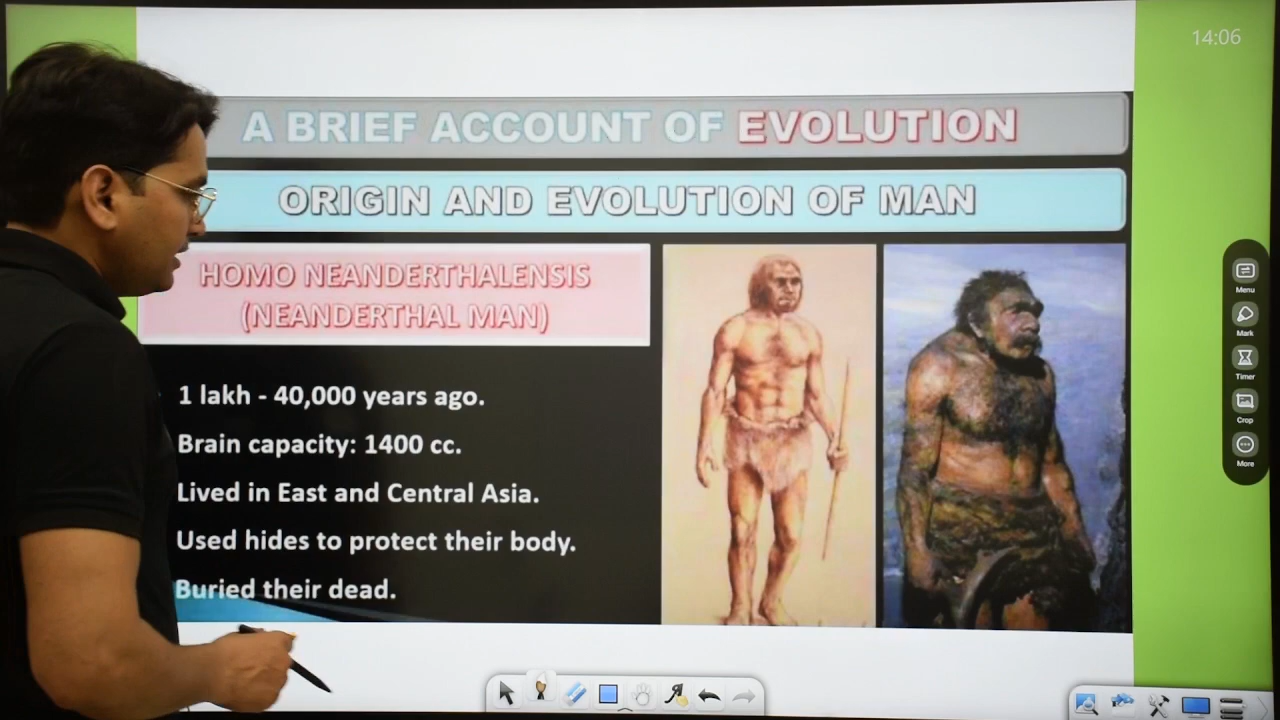 14:06
A BRIEF ACCOUNT OF EVOLUTION
ORIGIN AND EVOLUTION OF MAN
HOMO NEANDERTHALENSIS
(NEANDERTHAL MAN)
1 lakh - 40,000 years ago.
Brain capacity: 1400 cc.
Lived in East and Central Asia.
Used hides to protect their body.
Buried their dead.
Menu
Mark
Timer
Crop
More